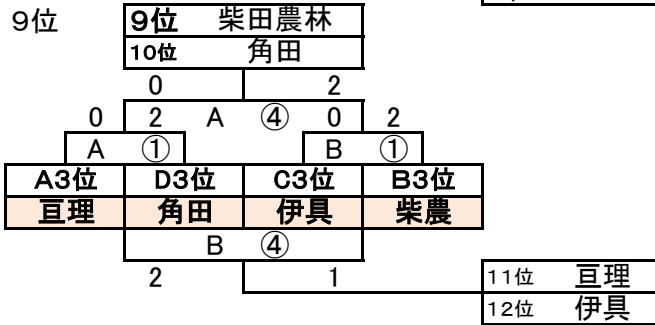 9位 9位 柴田農林
10位 角田
0 2
0 2 A ④ 0 2
A ① B ①
A3位 D3位 C3位 B3位
亘理 角田 伊具 柴農
B ④
2 1
11位 亘理
12位 伊具